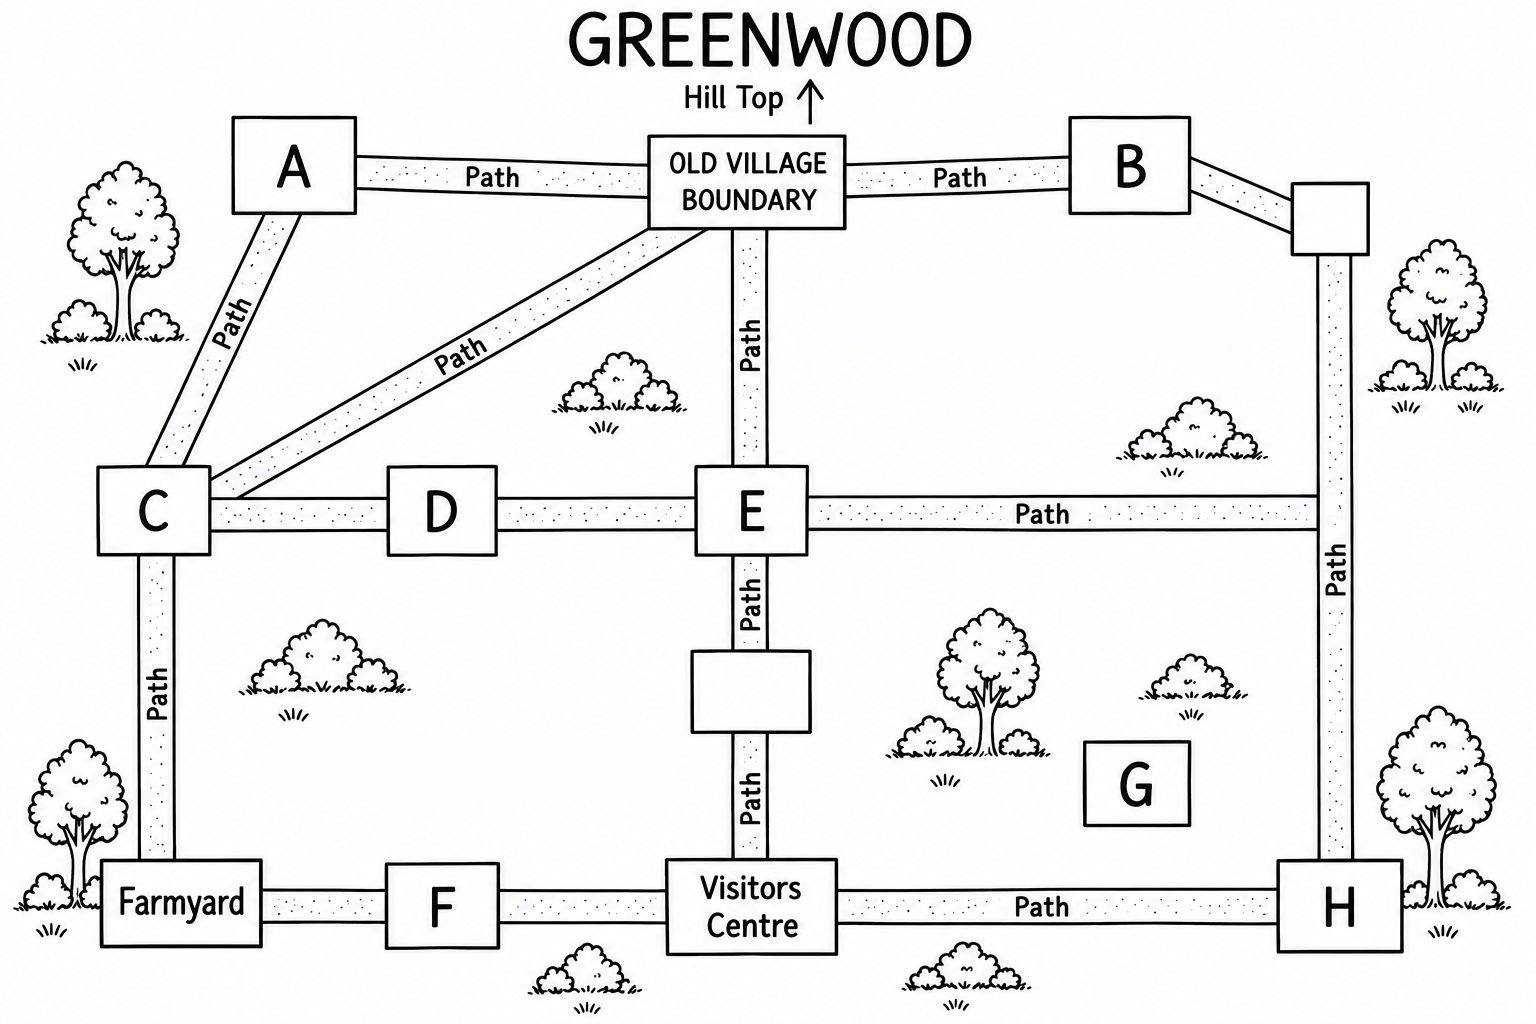 GREENWOOD
Hill Top
A
Path
OLD VILLAGE
BOUNDARY
Path
B
Path
Path
Path
C
D
E
Path
Path
Path
Path
Path
G
Farmyard
F
Visitors
Centre
Path
H